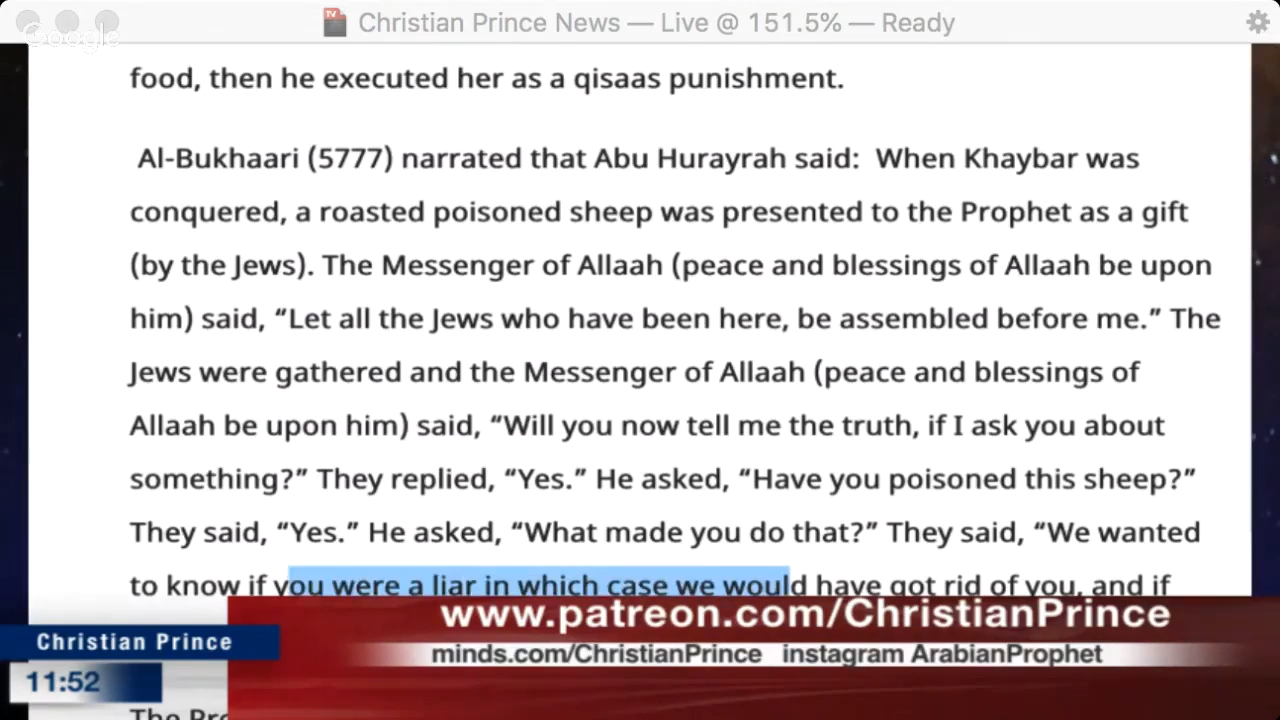 Christian Prince News — Live @ 151.5% — Ready
Google
food, then he executed her as a qisaas punishment.
Al-Bukhaari (5777) narrated that Abu Hurayrah said: When Khaybar was
conquered, a roasted poisoned sheep was presented to the Prophet as a gift
(by the Jews). The Messenger of Allaah (peace and blessings of Allaah be upon
him) said, “Let all the Jews who have been here, be assembled before me.” The
Jews were gathered and the Messenger of Allaah (peace and blessings of
Allaah be upon him) said, “Will you now tell me the truth, if I ask you about
something?” They replied, “Yes.” He asked, “Have you poisoned this sheep?”
They said, “Yes.” He asked, “What made you do that?” They said, “We wanted
to know if you were a liar in which case we would have got rid of you, and if
www.patreon.com/ChristianPrince
Christian Prince
minds.com/ChristianPrince instagram ArabianProphet
11:52
The